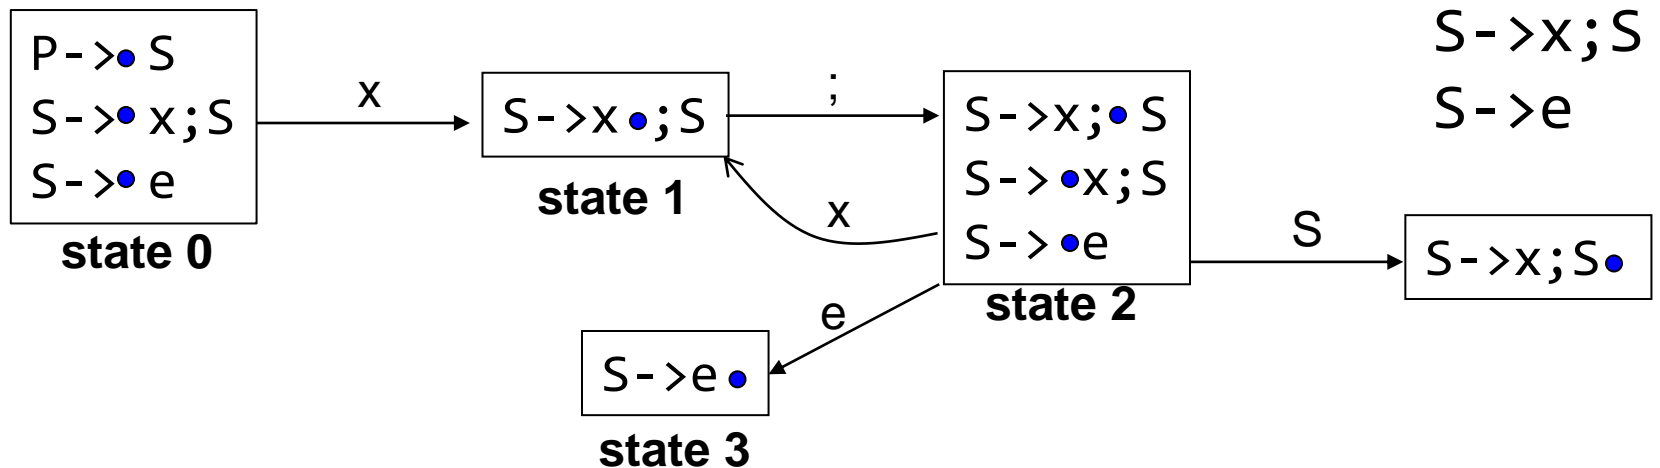 P->• S
S->• x;S
S->• e
state 0
x
S->x •;S
state 1
;
S->x;• S
S-> •x;S
S-> •e
state 2
x
e
S->e •
state 3
S
S->x;S•
S->x;S
S->e